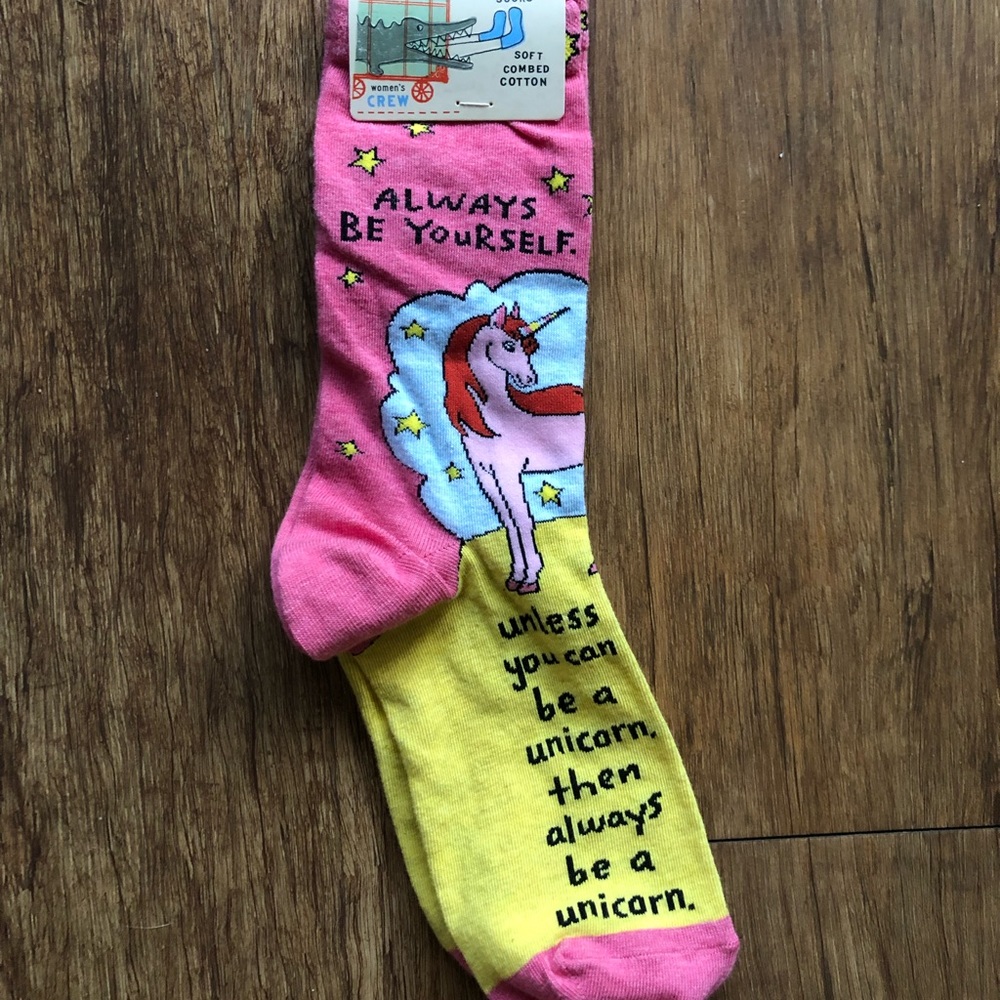 SOFT
COMBED
COTTON
women's
CREW
ALWAYS
BE YOURSELF.
unless
you can
be a
unicorn,
then
always
be a
unicorn.